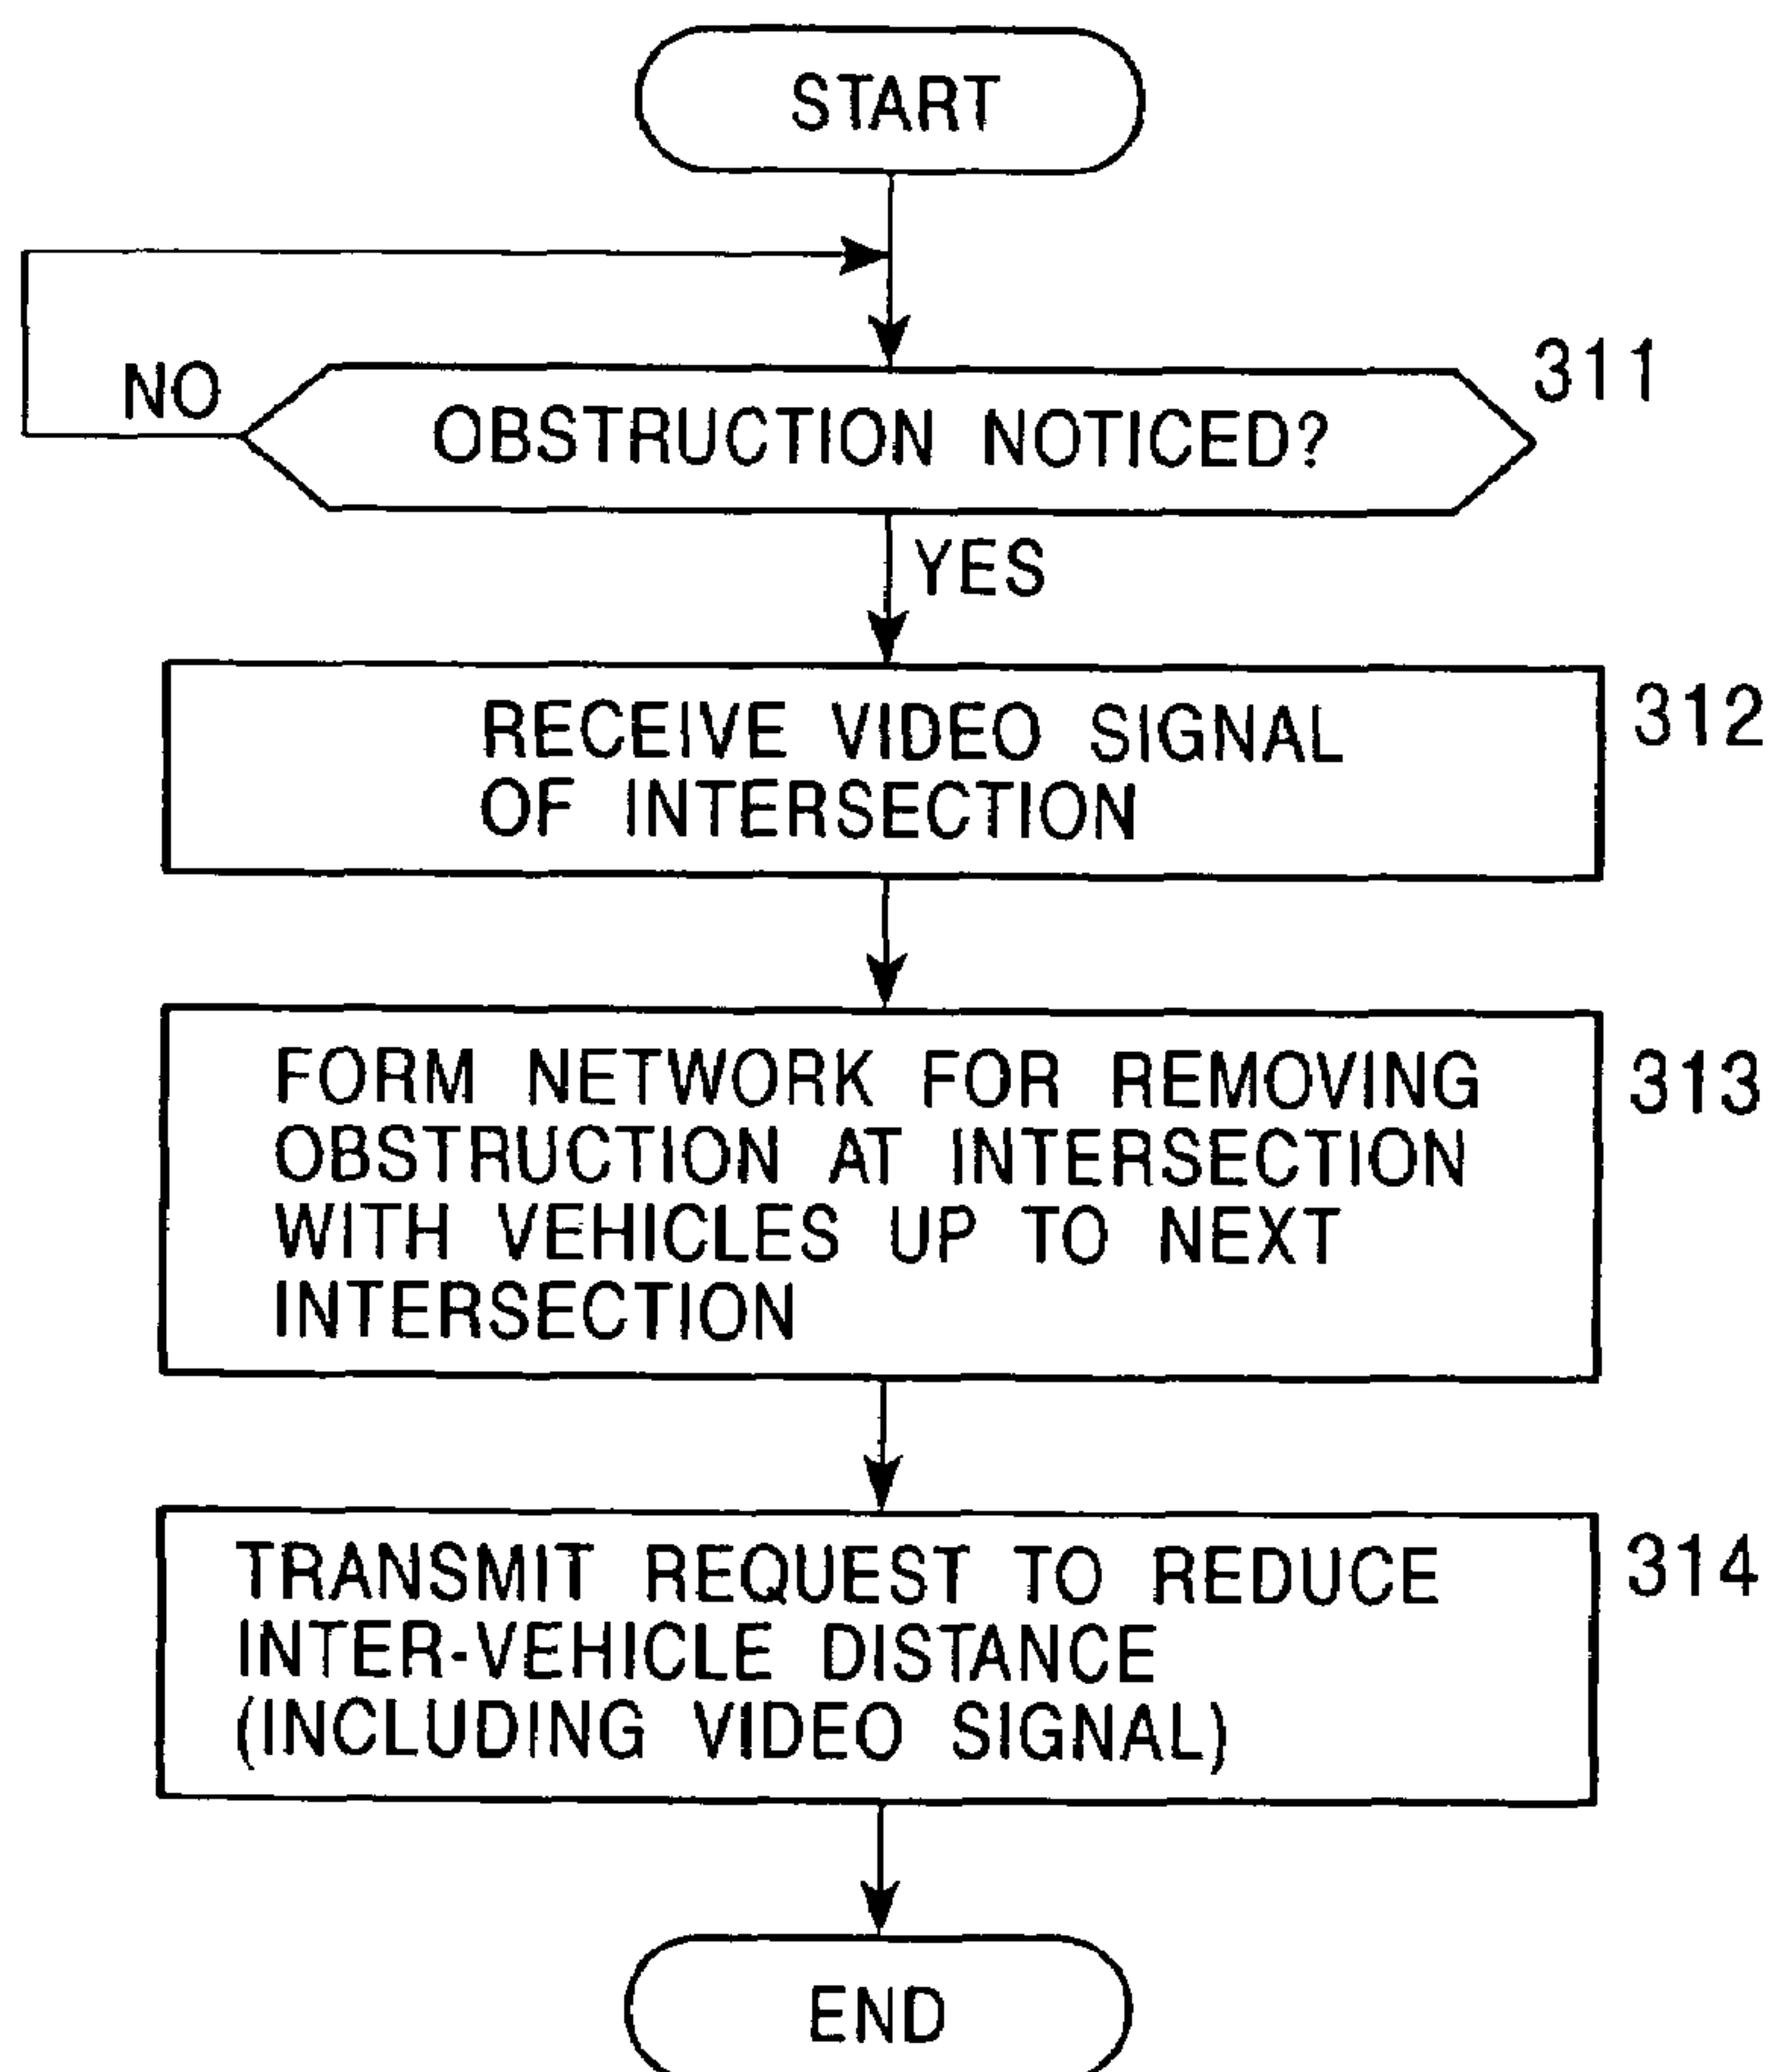 START
NO
OBSTRUCTION NOTICED?
311
YES
RECEIVE VIDEO SIGNAL
OF INTERSECTION
312
FORM NETWORK FOR REMOVING
OBSTRUCTION AT INTERSECTION
WITH VEHICLES UP TO NEXT
INTERSECTION
313
TRANSMIT REQUEST TO REDUCE
INTER-VEHICLE DISTANCE
(INCLUDING VIDEO SIGNAL)
314
END